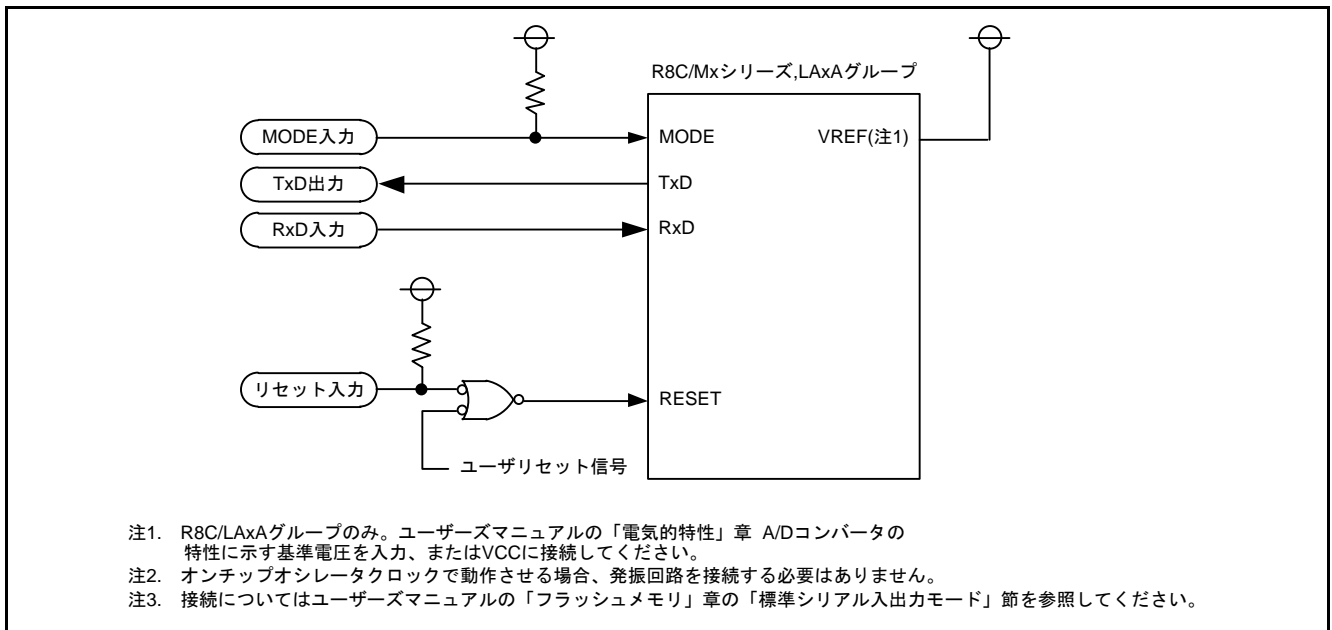 R8C/Mxシリーズ,LAxAグループ
MODE入力
MODE
VREF(注1)
TxD出力
TxD
RxD入力
RxD
リセット入力
RESET
ユーザリセット信号
注1. R8C/LAxAグループのみ。ユーザーズマニュアルの「電気的特性」章 A/Dコンバータの
特性に示す基準電圧を入力、またはVCCに接続してください。
注2. オンチップオシレータクロックで動作させる場合、発振回路を接続する必要はありません。
注3. 接続についてはユーザーズマニュアルの「フラッシュメモリ」章の「標準シリアル入出力モード」節を参照してください。